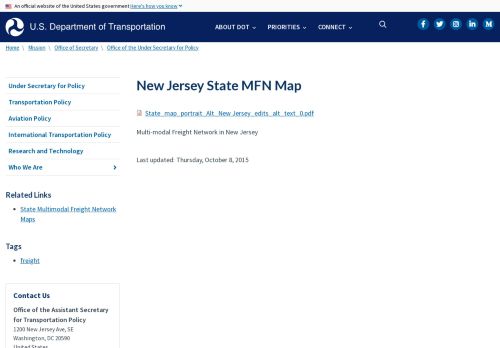 An official website of the United States government Here's how you know
U.S. Department of Transportation
ABOUT DOT
PRIORITIES
CONNECT
Home \ Mission \ Office of Secretary \ Office of the Under Secretary for Policy
Under Secretary for Policy
Transportation Policy
Aviation Policy
International Transportation Policy
Research and Technology
Who We Are
Related Links
State Multimodal Freight Network
Maps
Tags
freight
Contact Us
Office of the Assistant Secretary
for Transportation Policy
1200 New Jersey Ave, SE
Washington, DC 20590
United States
New Jersey State MFN Map
State_map_portrait_Alt_New Jersey_edits_alt_text_0.pdf
Multi-modal Freight Network in New Jersey
Last updated: Thursday, October 8, 2015